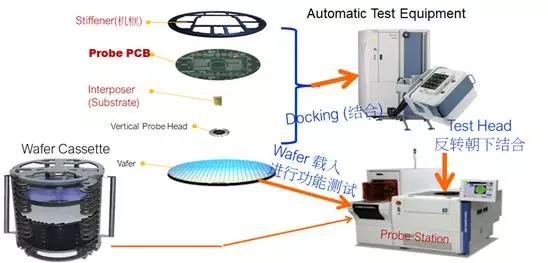 Stiffener(机框)
Automatic Test Equipment
Probe PCB
Interposer
(Substrate)
Docking (结合)
Vertical Probe Head
Test Head
反转朝下结合
Wafer Cassette
Vafer
Wafer 载入
进行功能测试
Probe Station